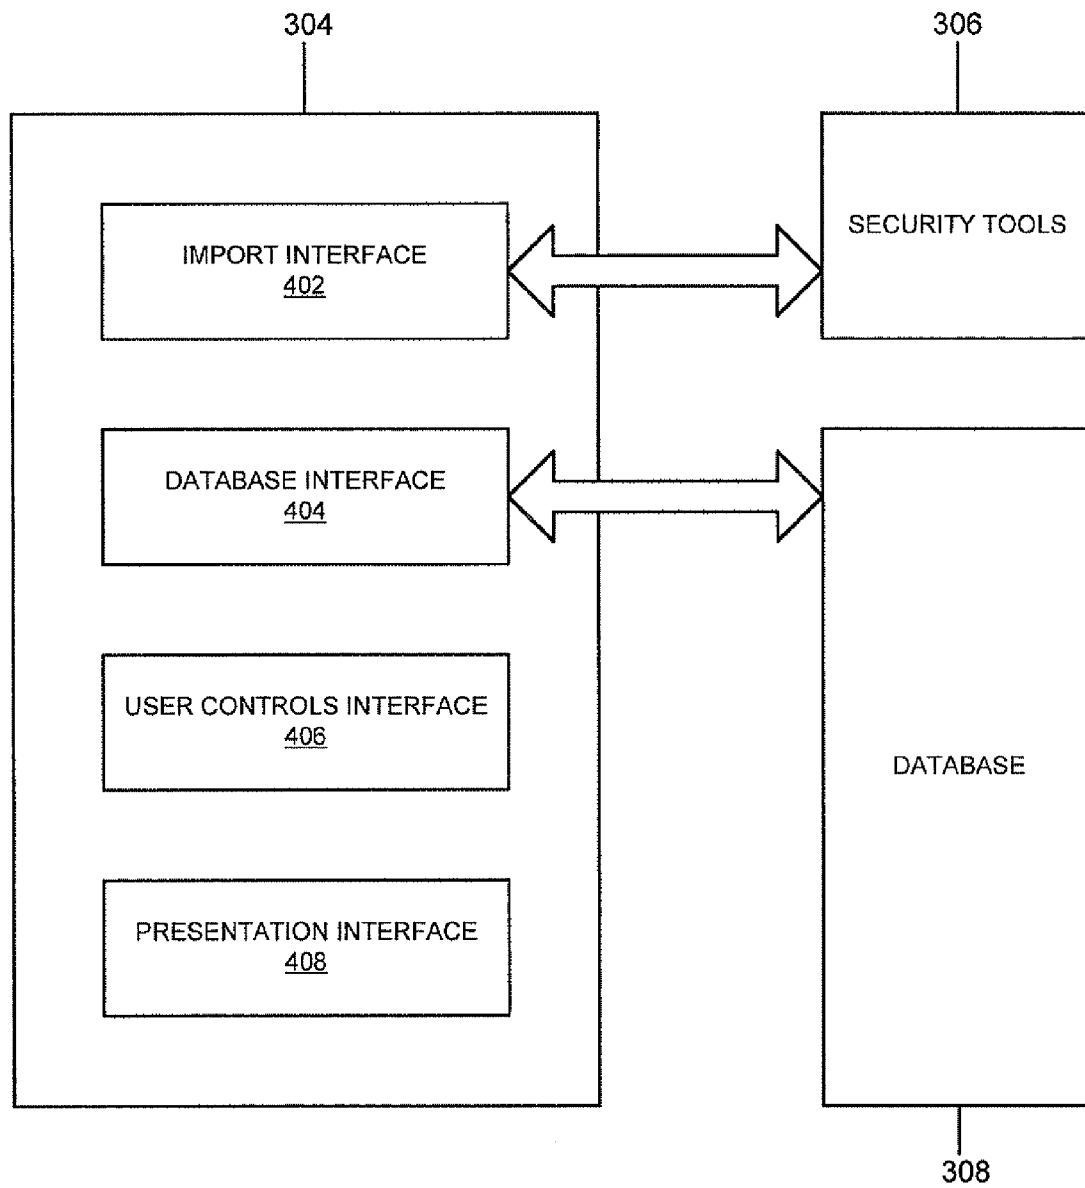 304
306
IMPORT INTERFACE
402
SECURITY TOOLS
DATABASE INTERFACE
404
USER CONTROLS INTERFACE
406
DATABASE
PRESENTATION INTERFACE
408
308